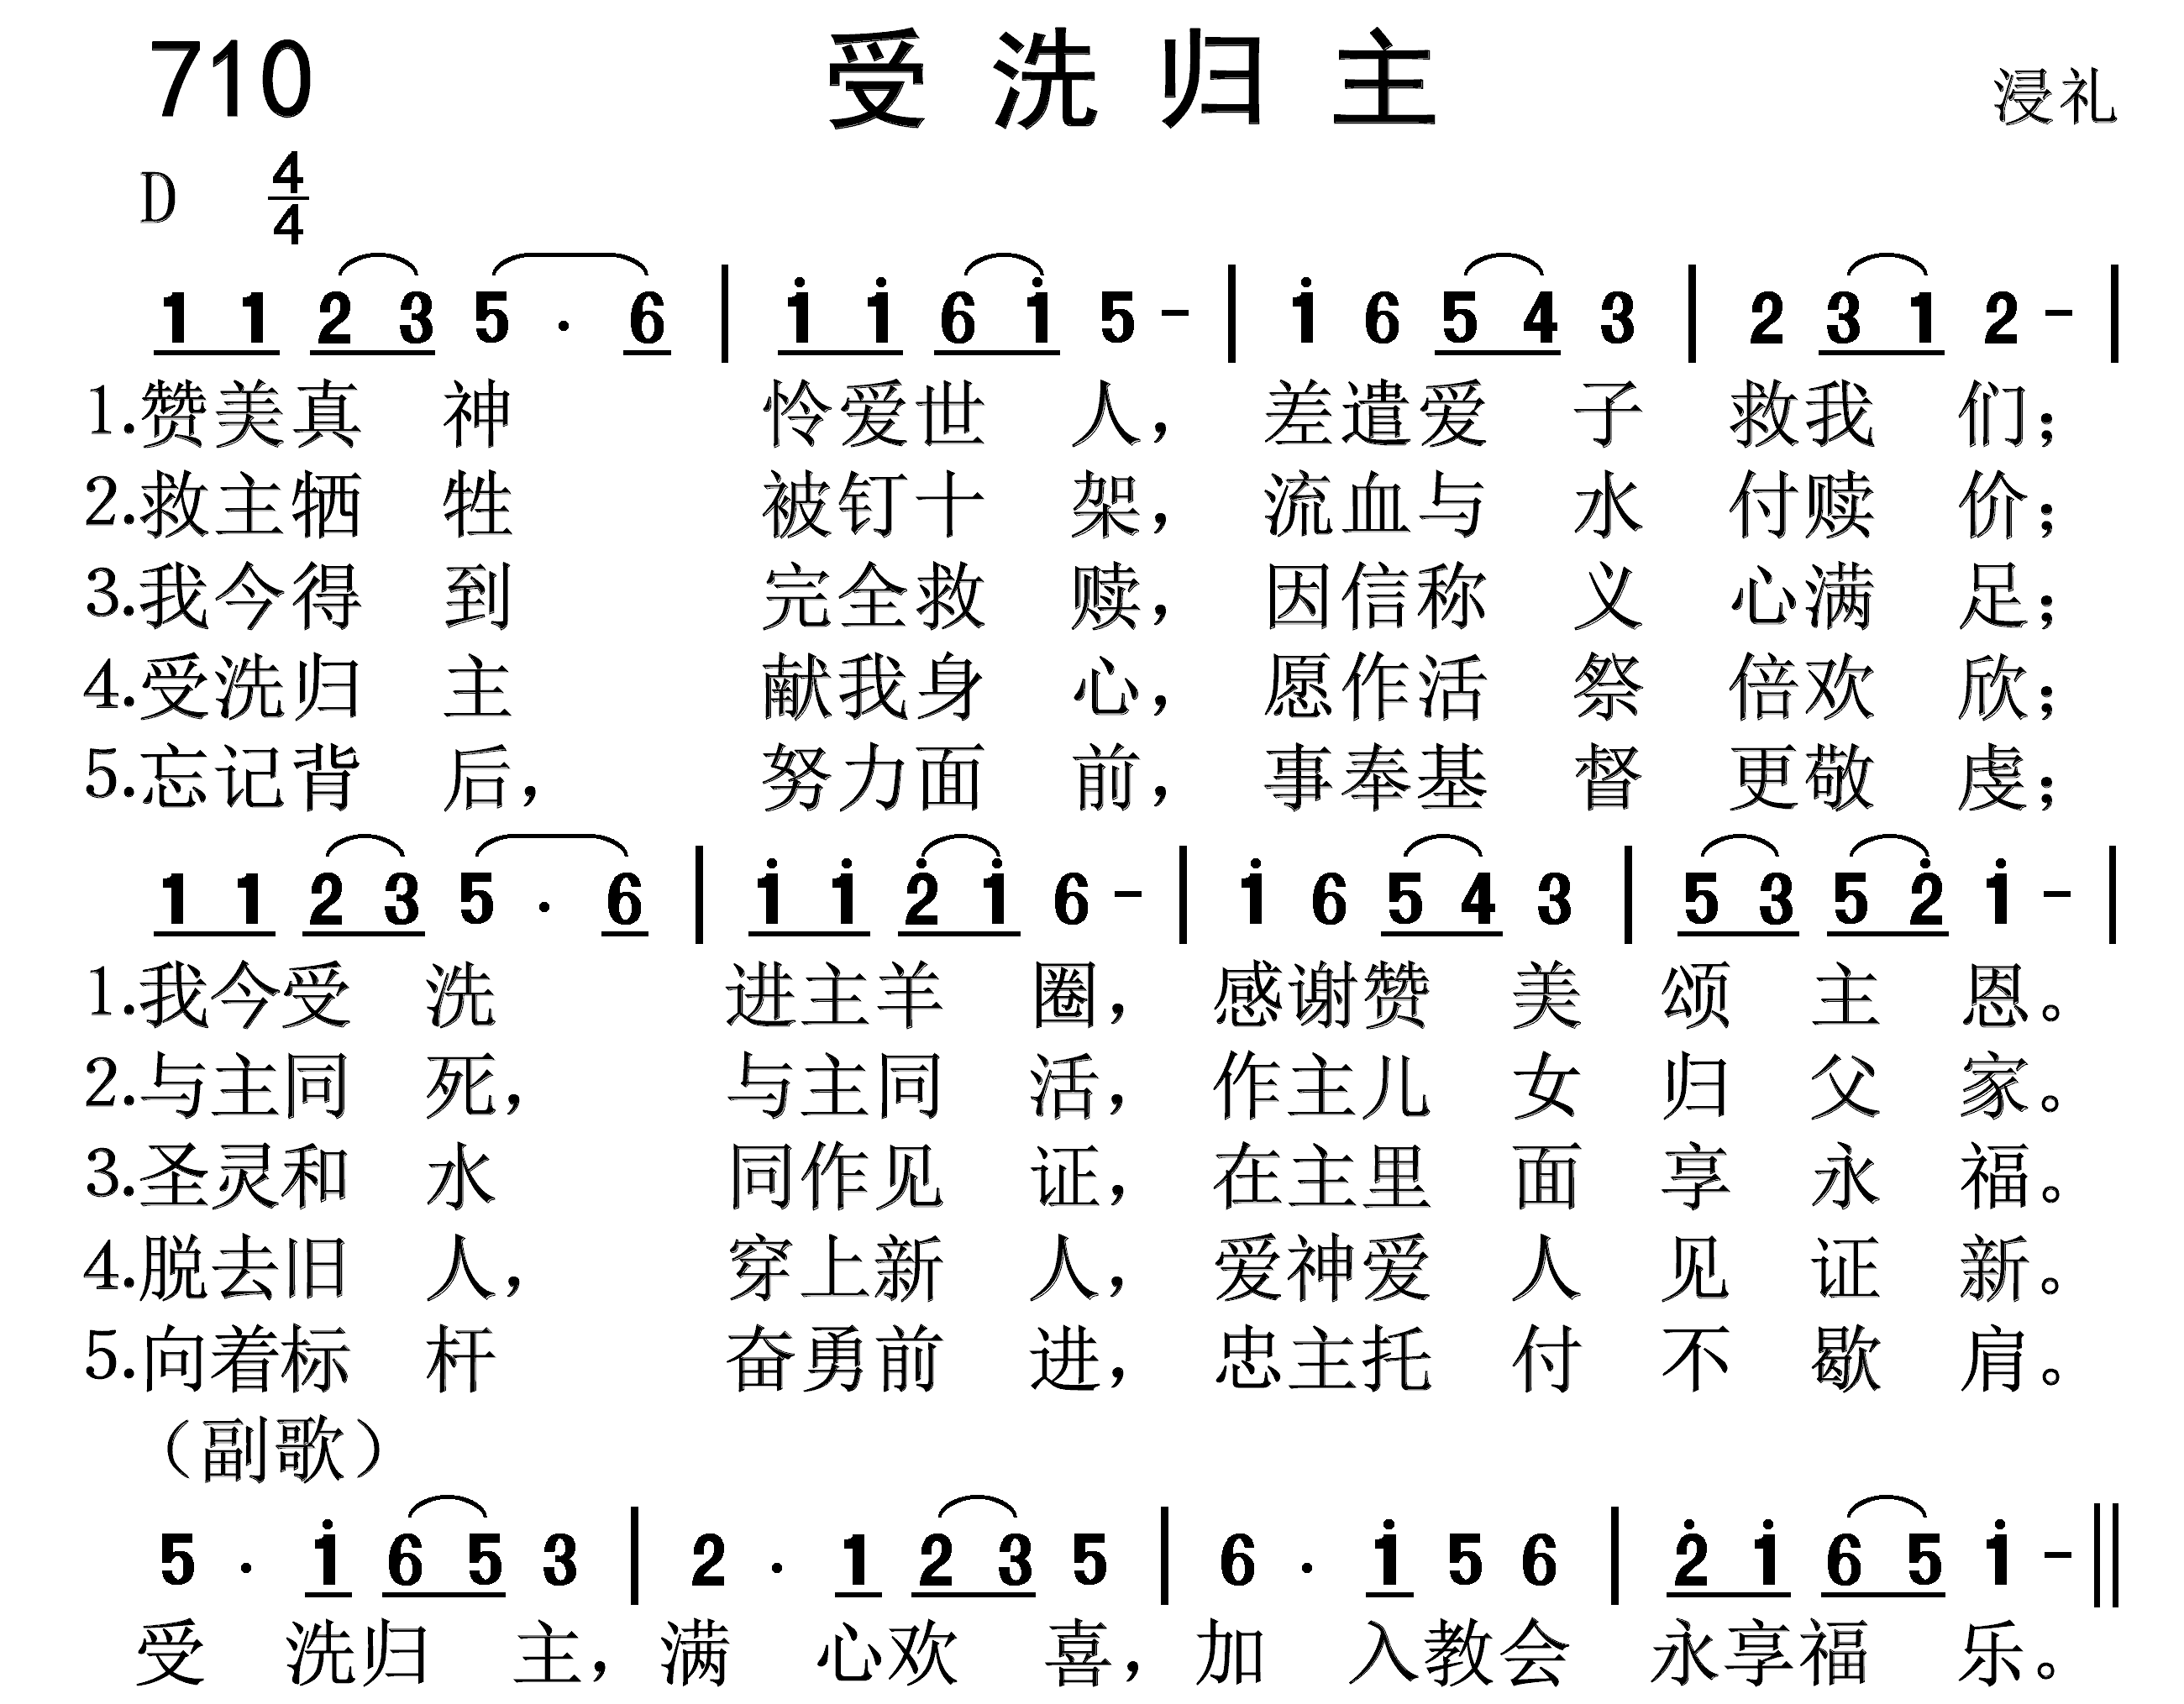 710 受洗归主 浸礼
D 4/4
1 1 2 3 5 · 6 | i i 6 i 5 - | i 6 5 4 3 | 2 3 1 2 - |
1.赞美真神 怜爱世人，差遣爱子救我们；
2.救主牺牲 被钉十架，流血与水付赎价；
3.我今得到 完全救赎，因信称义心满足；
4.受洗归主 献我身心，愿作活祭倍欢欣；
5.忘记背后，努力面前，事奉基督更敬虔；
1 1 2 3 5 · 6 | i i 2̇ i 6 - | i 6 5 4 3 | 5 3 5 2̇ i - |
1.我今受洗 进主羊圈，感谢赞美颂主恩。
2.与主同死，与主同活，作主儿女归父家。
3.圣灵和水 同作见证，在主里面享永福。
4.脱去旧人，穿上新人，爱神爱人见证新。
5.向着标杆 奋勇前进，忠主托付不歇肩。
（副歌）
5 · i 6 5 3 | 2 · 1 2 3 5 | 6 · i 5 6 | 2̇ i 6 5 i - ‖
受洗归主，满心欢喜，加入教会永享福乐。